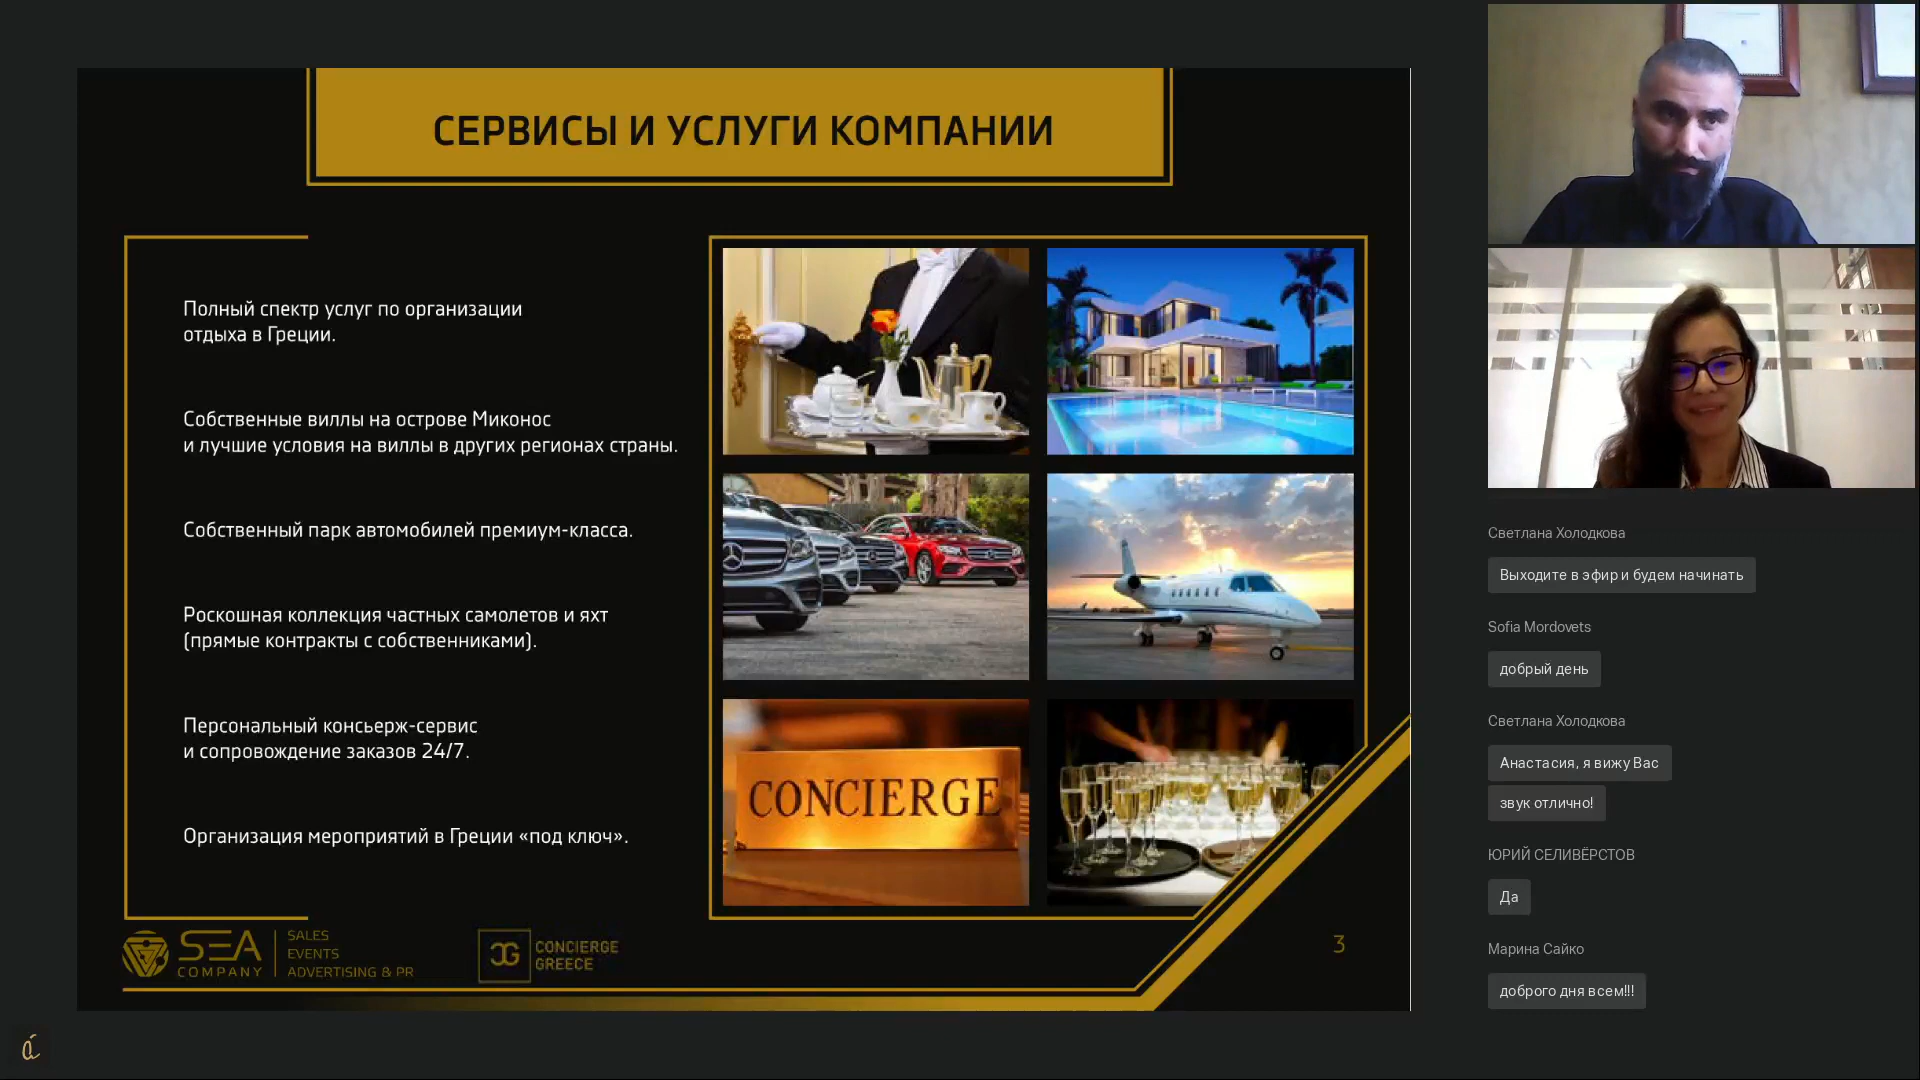 СЕРВИСЫ И УСЛУГИ КОМПАНИИ
Полный спектр услуг по организации
отдыха в Греции.
Собственные виллы на острове Миконос
и лучшие условия на виллы в других регионах страны.
Собственный парк автомобилей премиум-класса.
Роскошная коллекция частных самолетов и яхт
(прямые контракты с собственниками).
Персональный консьерж-сервис
и сопровождение заказов 24/7.
Организация мероприятий в Греции «под ключ».
CONCIERGE
SEA
COMPANY
SALES
EVENTS
ADVERTISING & PR
CG
CONCIERGE
GREECE
3
á
Светлана Холодкова
Выходите в эфир и будем начинать
Sofia Mordovets
добрый день
Светлана Холодкова
Анастасия, я вижу Вас
звук отлично!
ЮРИЙ СЕЛИВЁРСТОВ
Да
Марина Сайко
доброго дня всем!!!